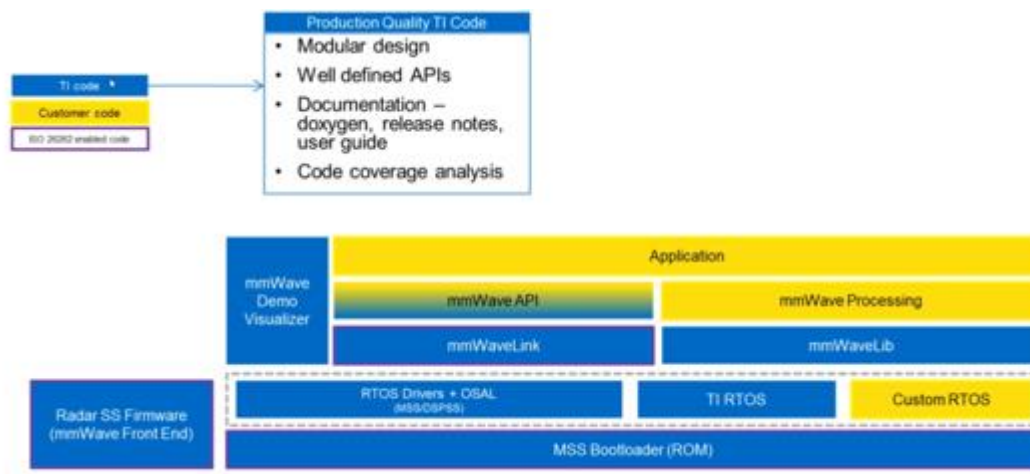 Production Quality TI Code
• Modular design
• Well defined APIs
• Documentation –
doxygen, release notes,
user guide
• Code coverage analysis
TI code
Customer code
ISO 26262 enabled code
mmWave
Demo
Visualizer
Application
mmWave API
mmWave Processing
mmWaveLink
mmWaveLib
Radar SS Firmware
(mmWave Front End)
RTOS Drivers + OSAL
(MSS/DSPSS)
TI RTOS
Custom RTOS
MSS Bootloader (ROM)